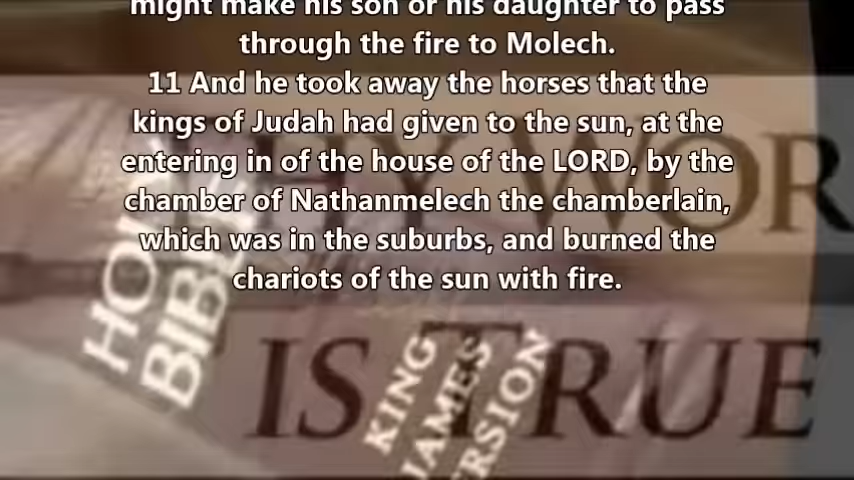 might make his son or his daughter to pass
through the fire to Molech.
11 And he took away the horses that the
kings of Judah had given to the sun, at the
entering in of the house of the LORD, by the
chamber of Nathanmelech the chamberlain,
which was in the suburbs, and burned the
chariots of the sun with fire.
HOLY
BIBLE
IS TRUE
KING
JAMES